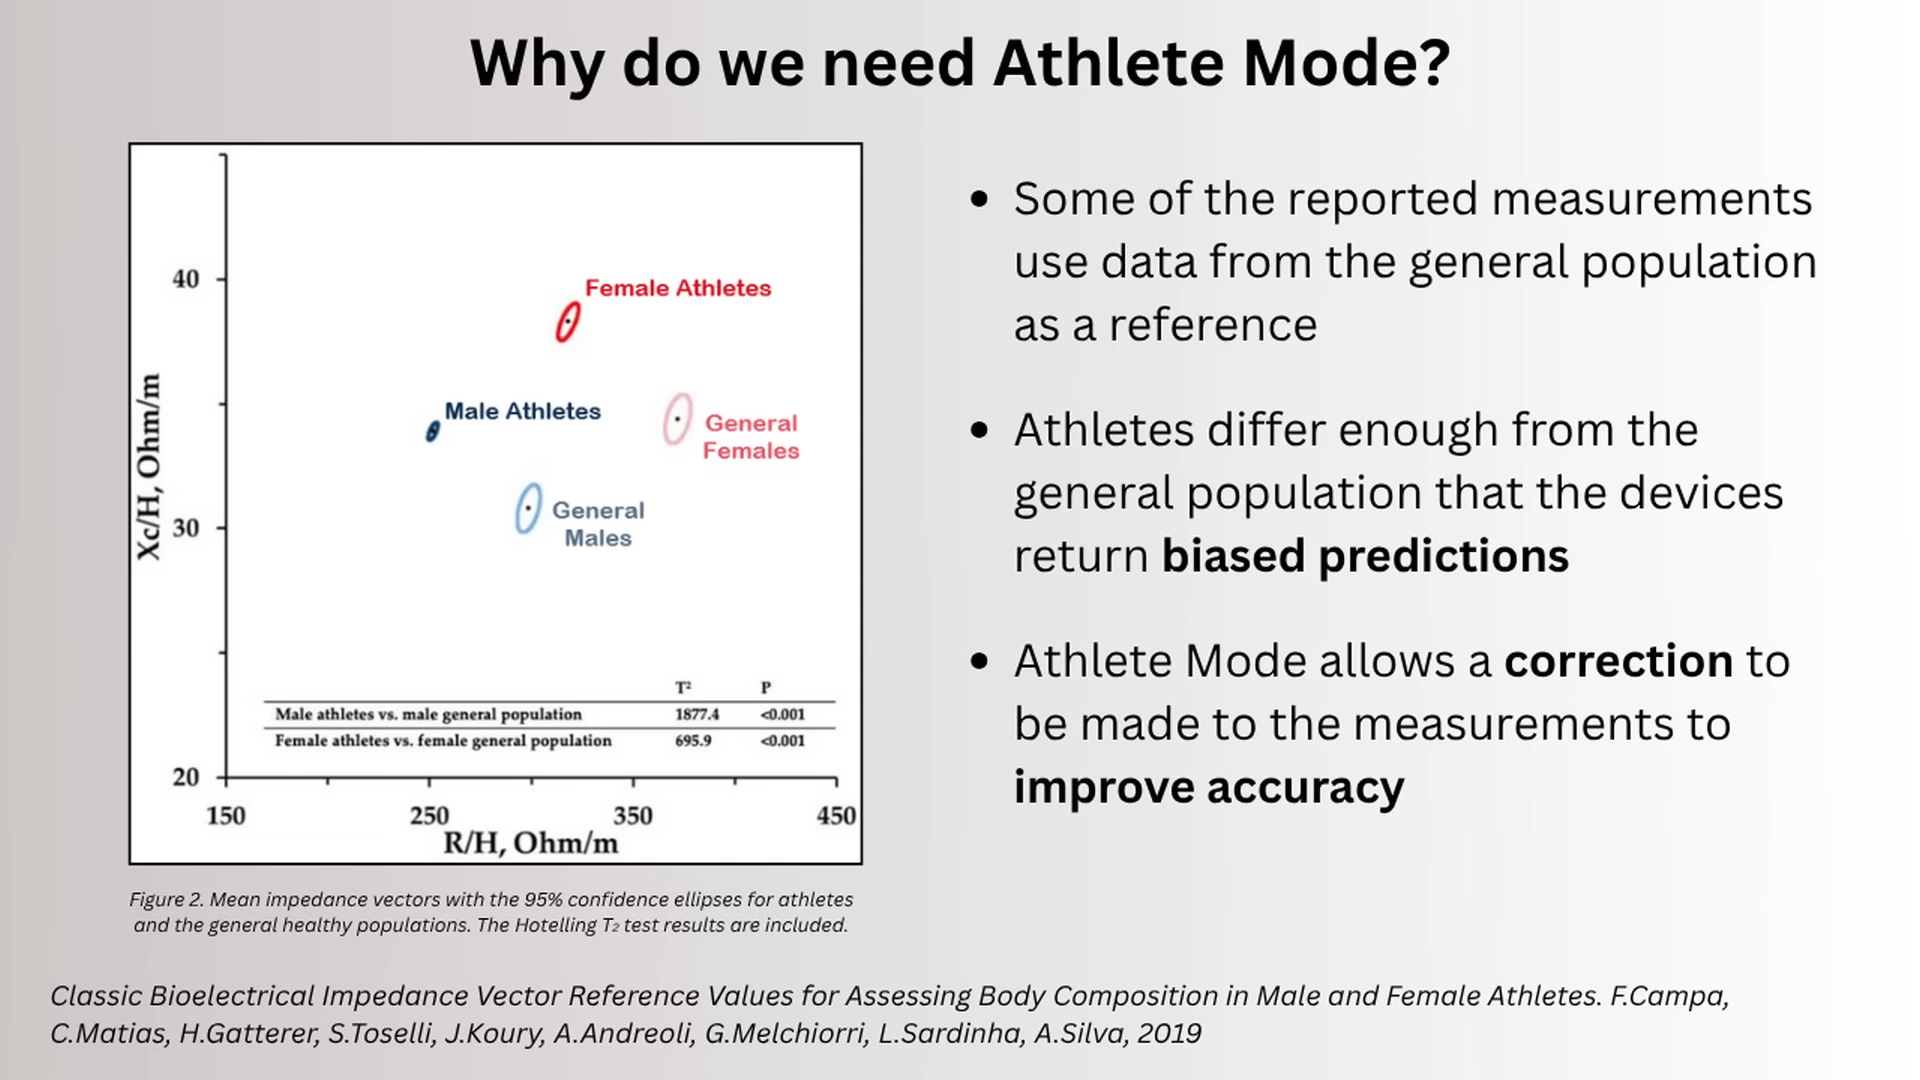 Why do we need Athlete Mode?
40
30
20
Xc/H, Ohm/m
Female Athletes
Male Athletes
General
Females
General
Males
T² P
Male athletes vs. male general population 1877.4 <0.001
Female athletes vs. female general population 695.9 <0.001
150 250 350 450
R/H, Ohm/m
Figure 2. Mean impedance vectors with the 95% confidence ellipses for athletes
and the general healthy populations. The Hotelling T₂ test results are included.
• Some of the reported measurements
use data from the general population
as a reference
• Athletes differ enough from the
general population that the devices
return biased predictions
• Athlete Mode allows a correction to
be made to the measurements to
improve accuracy
Classic Bioelectrical Impedance Vector Reference Values for Assessing Body Composition in Male and Female Athletes. F.Campa,
C.Matias, H.Gatterer, S.Toselli, J.Koury, A.Andreoli, G.Melchiorri, L.Sardinha, A.Silva, 2019